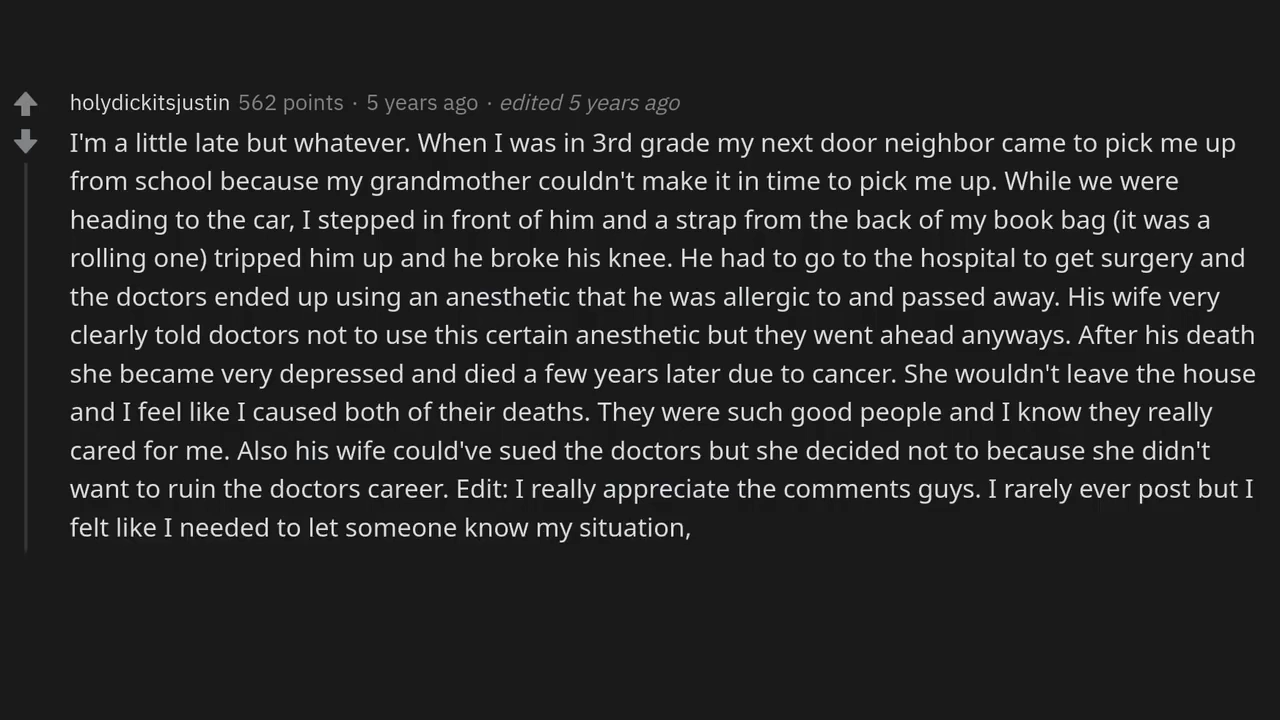 holydickitsjustin 562 points · 5 years ago · edited 5 years ago
I'm a little late but whatever. When I was in 3rd grade my next door neighbor came to pick me up
from school because my grandmother couldn't make it in time to pick me up. While we were
heading to the car, I stepped in front of him and a strap from the back of my book bag (it was a
rolling one) tripped him up and he broke his knee. He had to go to the hospital to get surgery and
the doctors ended up using an anesthetic that he was allergic to and passed away. His wife very
clearly told doctors not to use this certain anesthetic but they went ahead anyways. After his death
she became very depressed and died a few years later due to cancer. She wouldn't leave the house
and I feel like I caused both of their deaths. They were such good people and I know they really
cared for me. Also his wife could've sued the doctors but she decided not to because she didn't
want to ruin the doctors career. Edit: I really appreciate the comments guys. I rarely ever post but I
felt like I needed to let someone know my situation,